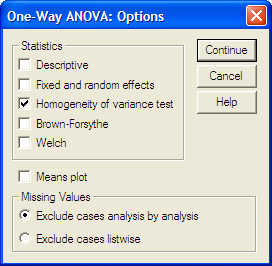 One-Way ANOVA: Options
Statistics
Descriptive
Fixed and random effects
Homogeneity of variance test
Brown-Forsythe
Welch
Means plot
Missing Values
Exclude cases analysis by analysis
Exclude cases listwise
Continue
Cancel
Help